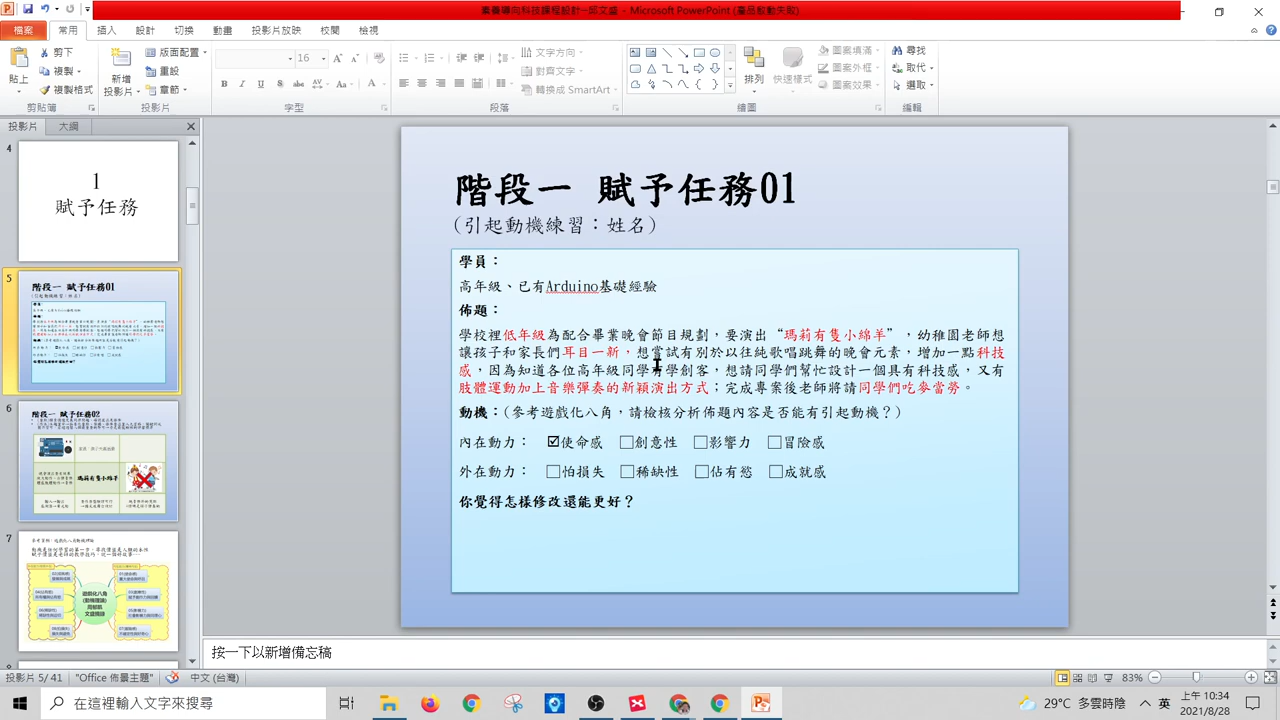 素養導向科技課程設計-邱文盛 - Microsoft PowerPoint (產品啟動失敗)
檔案 常用 插入 設計 切換 動畫 投影片放映 校閱 檢視
貼上 剪下 複製 複製格式 剪貼簿
新增投影片 版面配置 重設 章節 投影片
16 字型
文字方向 對齊文字 轉換成 SmartArt 段落
排列 快速樣式 圖案填滿 圖案外框 圖案效果 繪圖
尋找 取代 選取 編輯
投影片 大綱
4
1
賦予任務
5
階段一 賦予任務01
6
階段一 賦予任務02
瑪莉有隻小綿羊
7
階段一 賦予任務01
(引起動機練習：姓名)
學員：
高年級、已有Arduino基礎經驗
佈題：
學校裡低年級為配合畢業晚會節目規劃，要演出“瑪莉有隻小綿羊”，幼稚園老師想
讓孩子和家長們耳目一新，想嘗試有別於以往純歌唱跳舞的晚會元素，增加一點科技
感，因為知道各位高年級同學有學創客，想請同學們幫忙設計一個具有科技感，又有
肢體運動加上音樂彈奏的新穎演出方式；完成專案後老師將請同學們吃麥當勞。
動機：(參考遊戲化八角，請檢核分析佈題內容是否能有引起動機？)
內在動力： ☑使命感 □創意性 □影響力 □冒險感
外在動力： □怕損失 □稀缺性 □佔有慾 □成就感
你覺得怎樣修改還能更好？
按一下以新增備忘稿
投影片 5/ 41 "Office 佈景主題" 中文 (台灣) 83%
在這裡輸入文字來搜尋
29°C 多雲時陰 英 上午 10:34
2021/8/28